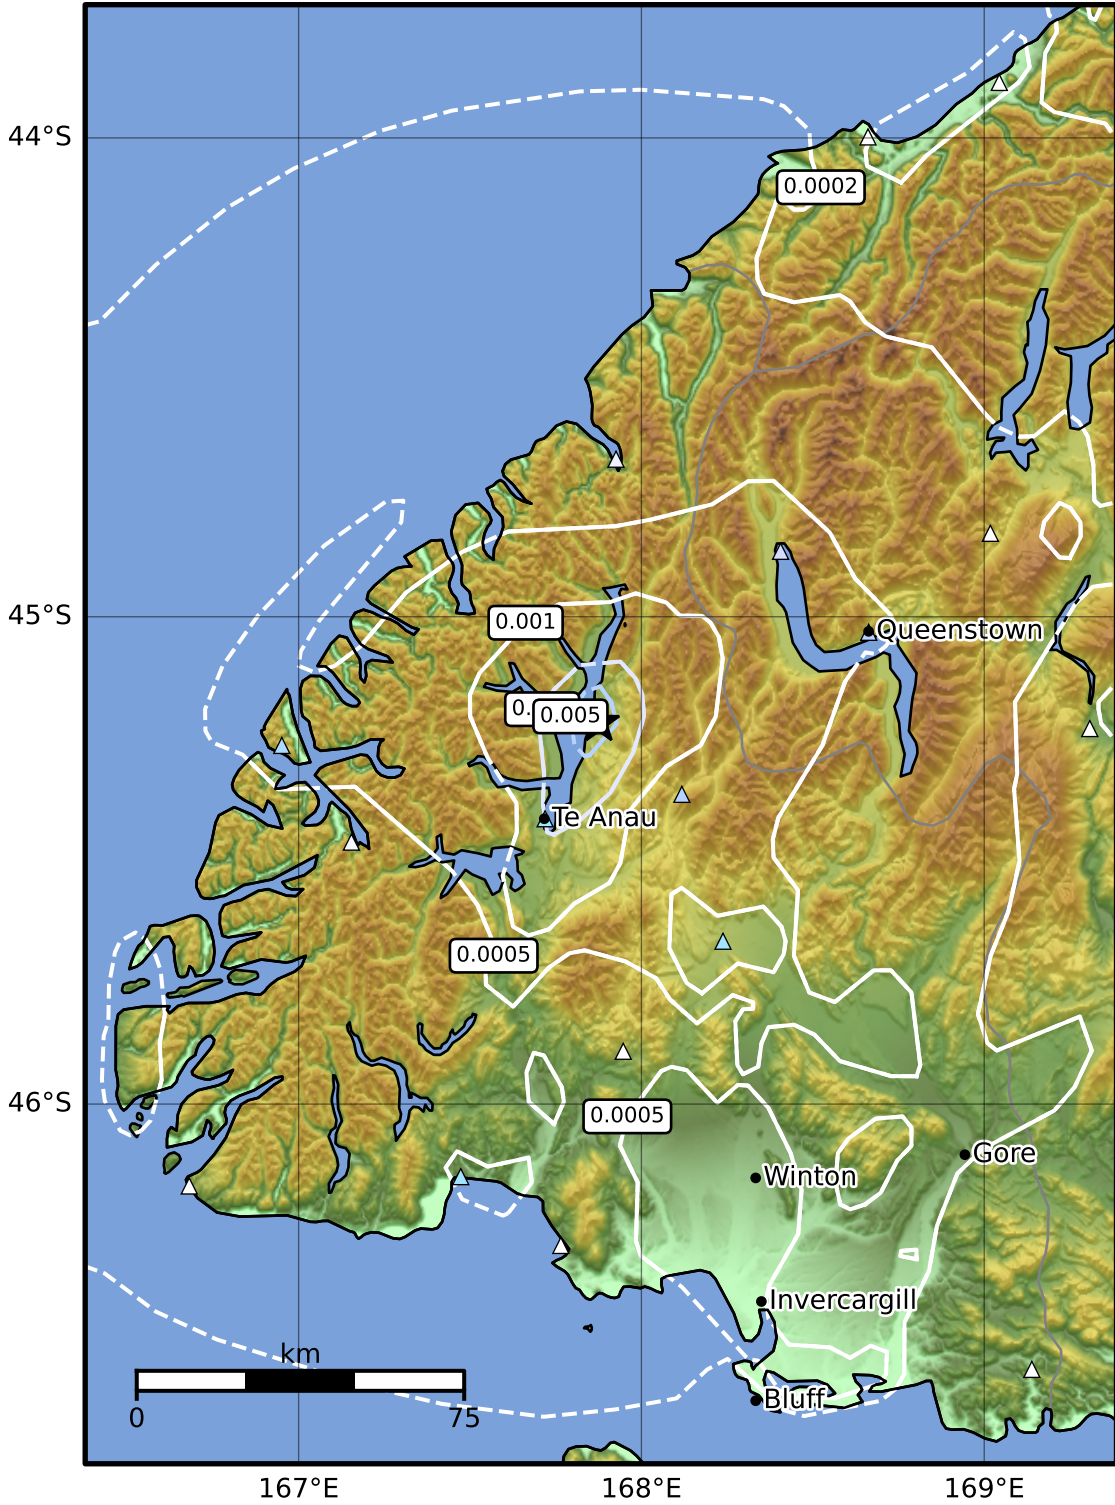 44°S
0.0002
45°S
0.001
Queenstown
0.005
Te Anau
0.0005
46°S
0.0005
Gore
Winton
Invercargill
km
Bluff
0
75
167°E
168°E
169°E